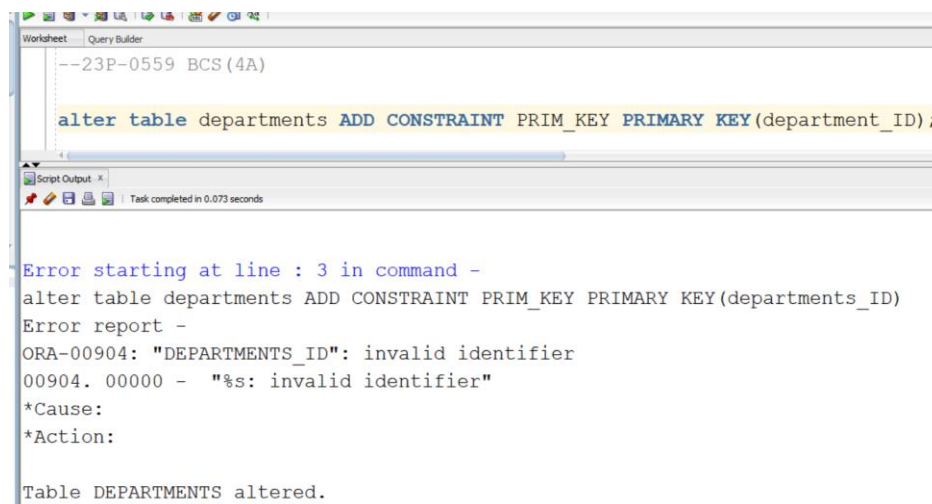 Worksheet Query Builder
--23P-0559 BCS(4A)
alter table departments ADD CONSTRAINT PRIM_KEY PRIMARY KEY(department_ID);
Script Output x
Task completed in 0.073 seconds
Error starting at line : 3 in command -
alter table departments ADD CONSTRAINT PRIM_KEY PRIMARY KEY(departments_ID)
Error report -
ORA-00904: "DEPARTMENTS_ID": invalid identifier
00904. 00000 - "%s: invalid identifier"
*Cause:
*Action:
Table DEPARTMENTS altered.